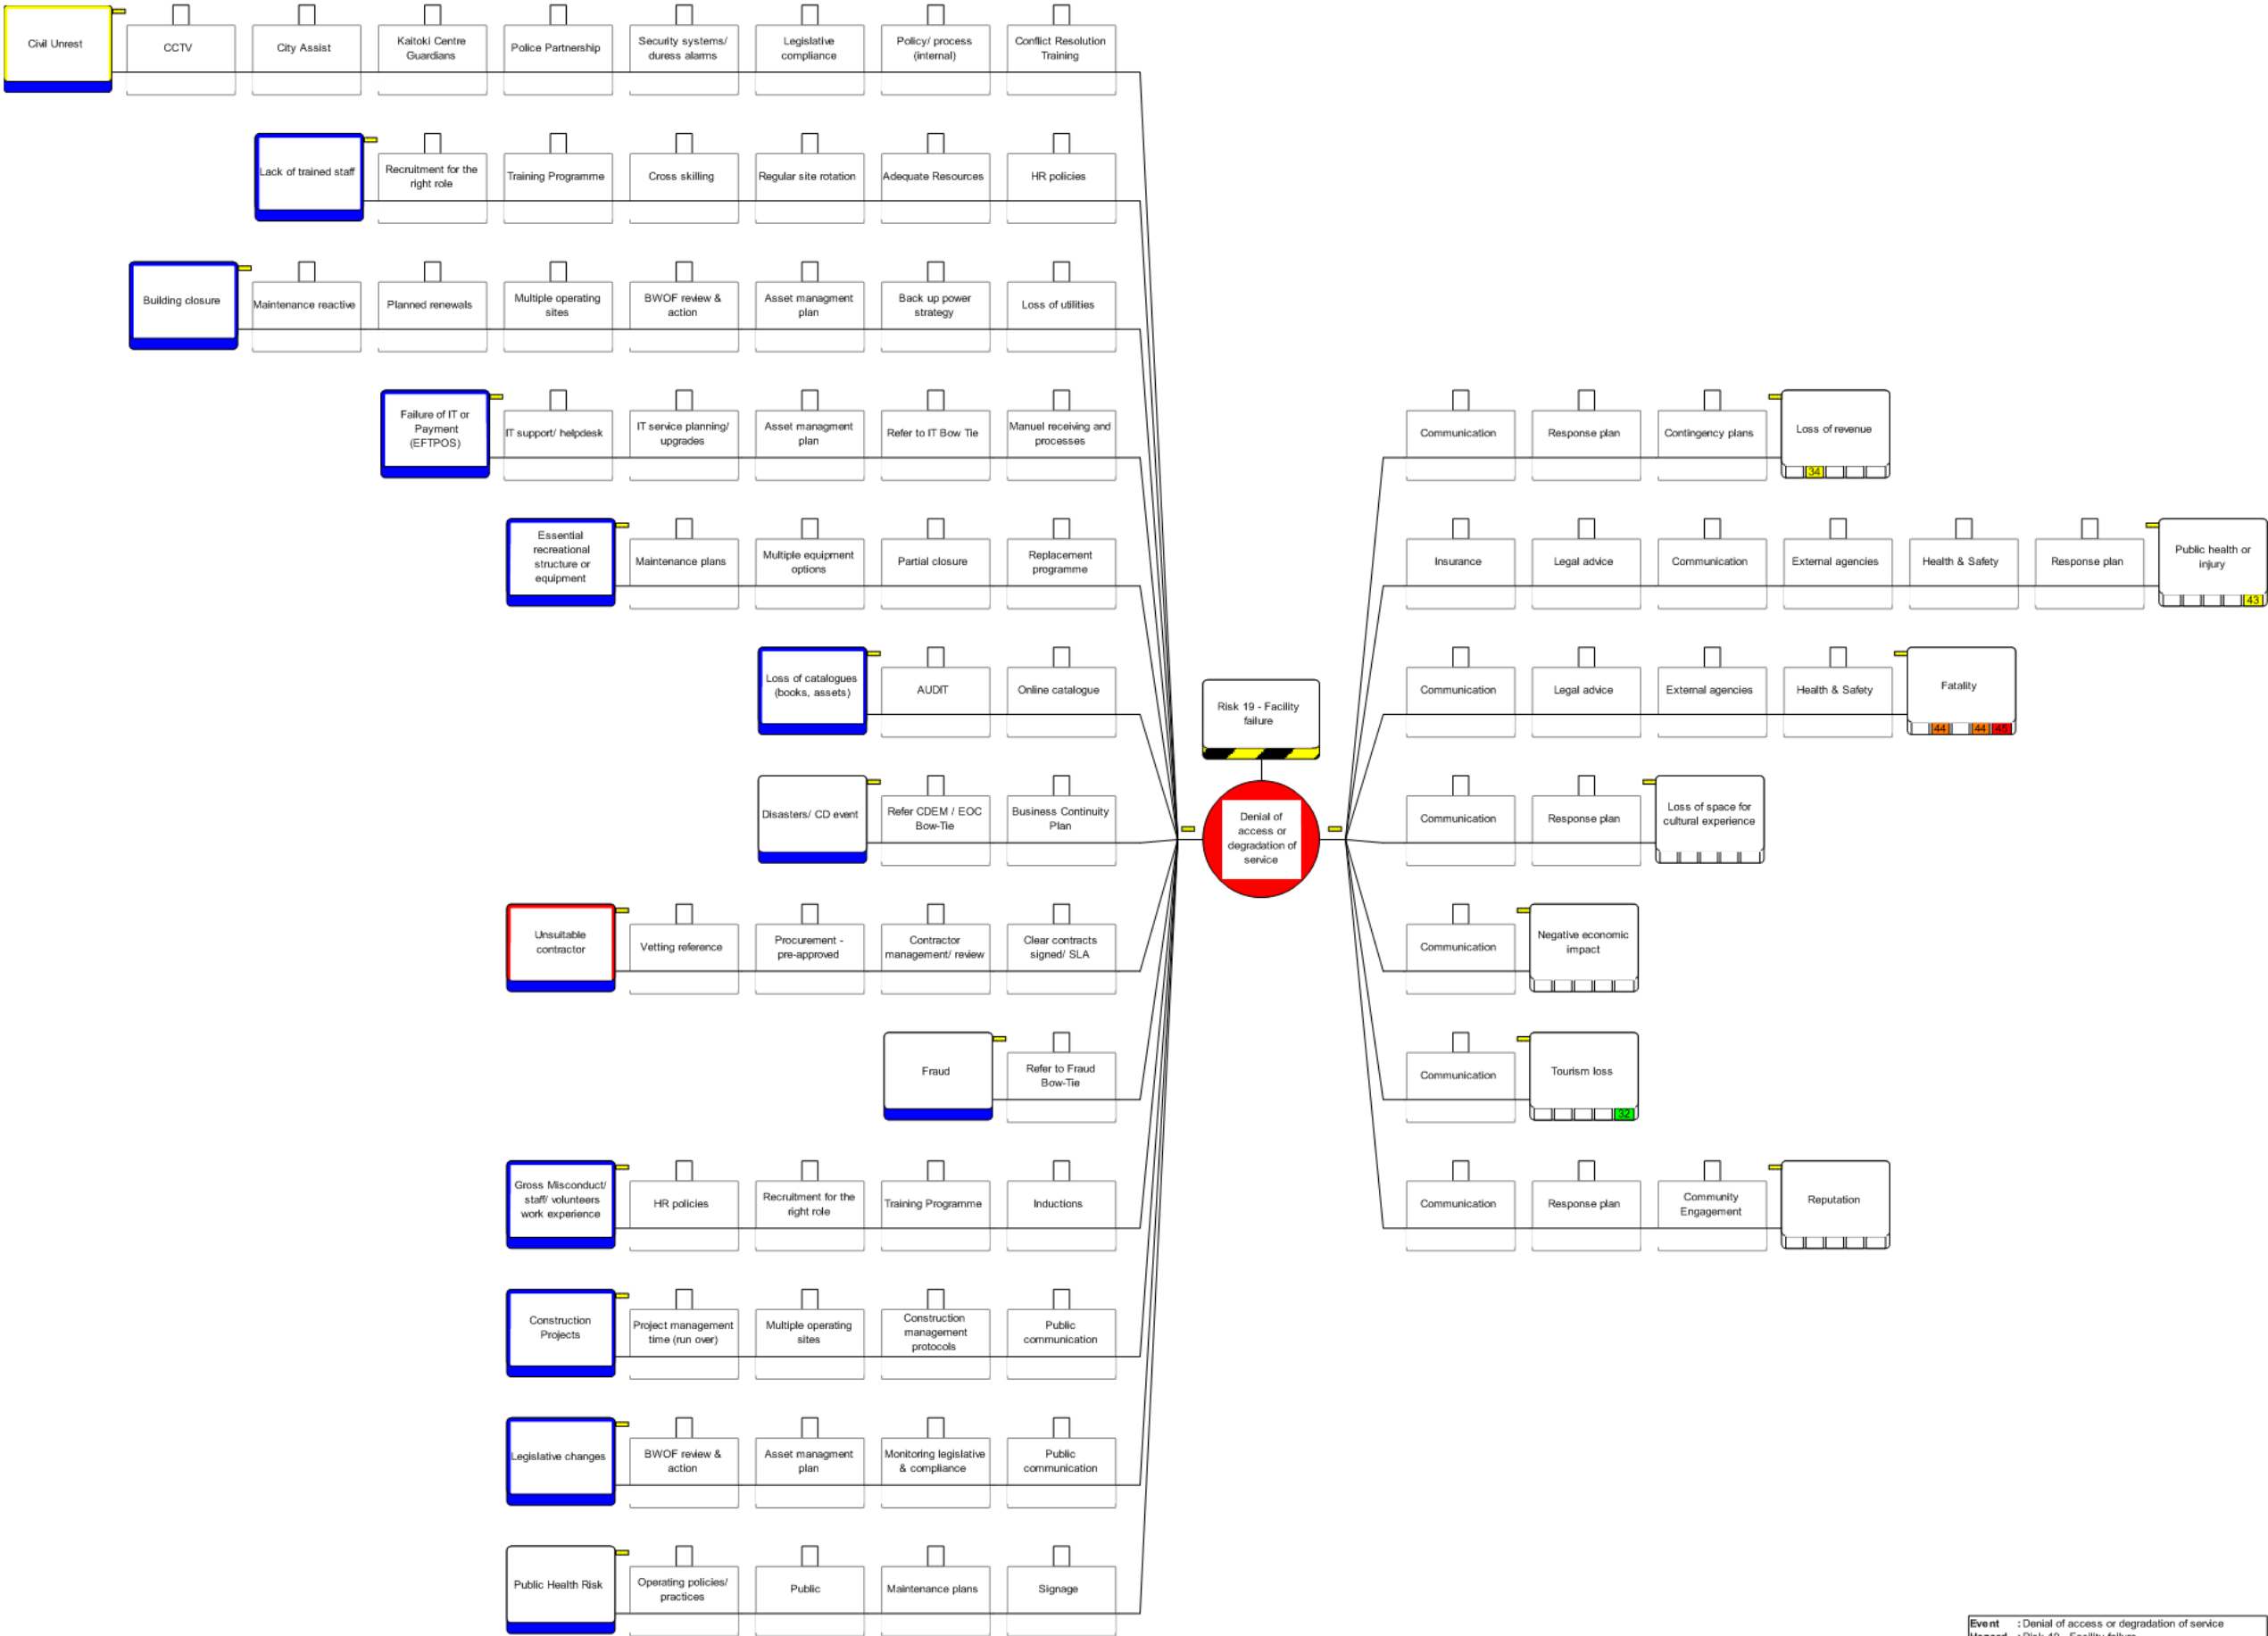 Civil Unrest
CCTV
City Assist
Kaitoki Centre
Guardians
Police Partnership
Security systems/
duress alarms
Legislative
compliance
Policy/ process
(internal)
Conflict Resolution
Training
Lack of trained staff
Recruitment for the
right role
Training Programme
Cross skilling
Regular site rotation
Adequate Resources
HR policies
Building closure
Maintenance reactive
Planned renewals
Multiple operating
sites
BWOF review &
action
Asset managment
plan
Back up power
strategy
Loss of utilities
Failure of IT or
Payment
(EFTPOS)
IT support/ helpdesk
IT service planning/
upgrades
Asset managment
plan
Refer to IT Bow Tie
Manuel receiving and
processes
Communication
Response plan
Contingency plans
Loss of revenue
34
Essential
recreational
structure or
equipment
Maintenance plans
Multiple equipment
options
Partial closure
Replacement
programme
Insurance
Legal advice
Communication
External agencies
Health & Safety
Response plan
Public health or
injury
43
Loss of catalogues
(books, assets)
AUDIT
Online catalogue
Risk 19 - Facility
failure
Communication
Legal advice
External agencies
Health & Safety
Fatality
44
44
45
Disasters/ CD event
Refer CDEM / EOC
Bow-Tie
Business Continuity
Plan
Denial of
access or
degradation of
service
Communication
Response plan
Loss of space for
cultural experience
Unsuitable
contractor
Vetting reference
Procurement -
pre-approved
Contractor
management/ review
Clear contracts
signed/ SLA
Communication
Negative economic
impact
Fraud
Refer to Fraud
Bow-Tie
Communication
Tourism loss
32
Gross Misconduct/
staff/ volunteers
work experience
HR policies
Recruitment for the
right role
Training Programme
Inductions
Communication
Response plan
Community
Engagement
Reputation
Construction
Projects
Project management
time (run over)
Multiple operating
sites
Construction
management
protocols
Public
communication
Legislative changes
BWOF review &
action
Asset managment
plan
Monitoring legislative
& compliance
Public
communication
Public Health Risk
Operating policies/
practices
Public
Maintenance plans
Signage
Event : Denial of access or degradation of service